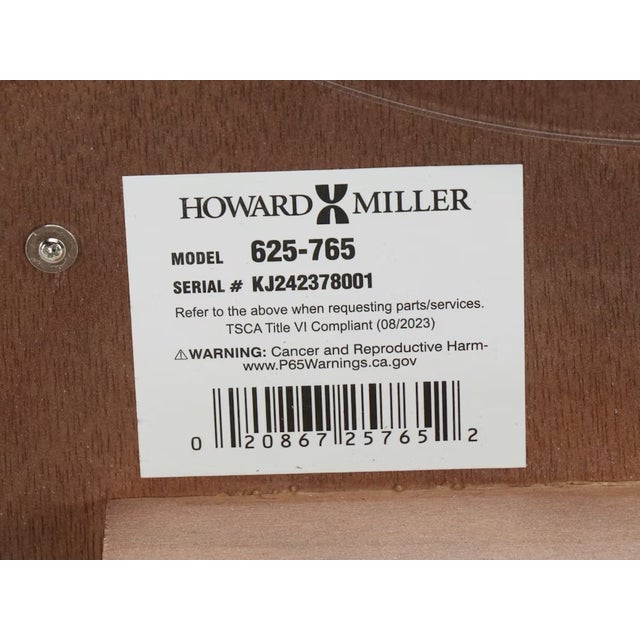 HOWARD MILLER
MODEL 625-765
SERIAL # KJ242378001
Refer to the above when requesting parts/services.
TSCA Title VI Compliant (08/2023)
⚠WARNING: Cancer and Reproductive Harm-
www.P65Warnings.ca.gov
0 20867 25765 2